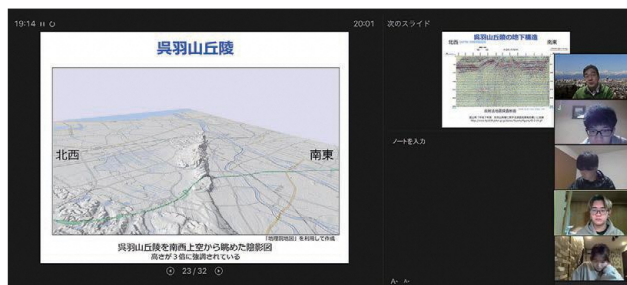 19:14
20:01
次のスライド
呉羽山丘陵
北西
南東
「地理院地図」を利用して作成
呉羽山丘陵を南西上空から眺めた陰影図
高さが3倍に強調されている
23/32
呉羽山丘陵の地下構造
北西
南東
ノートを入力
A- A-